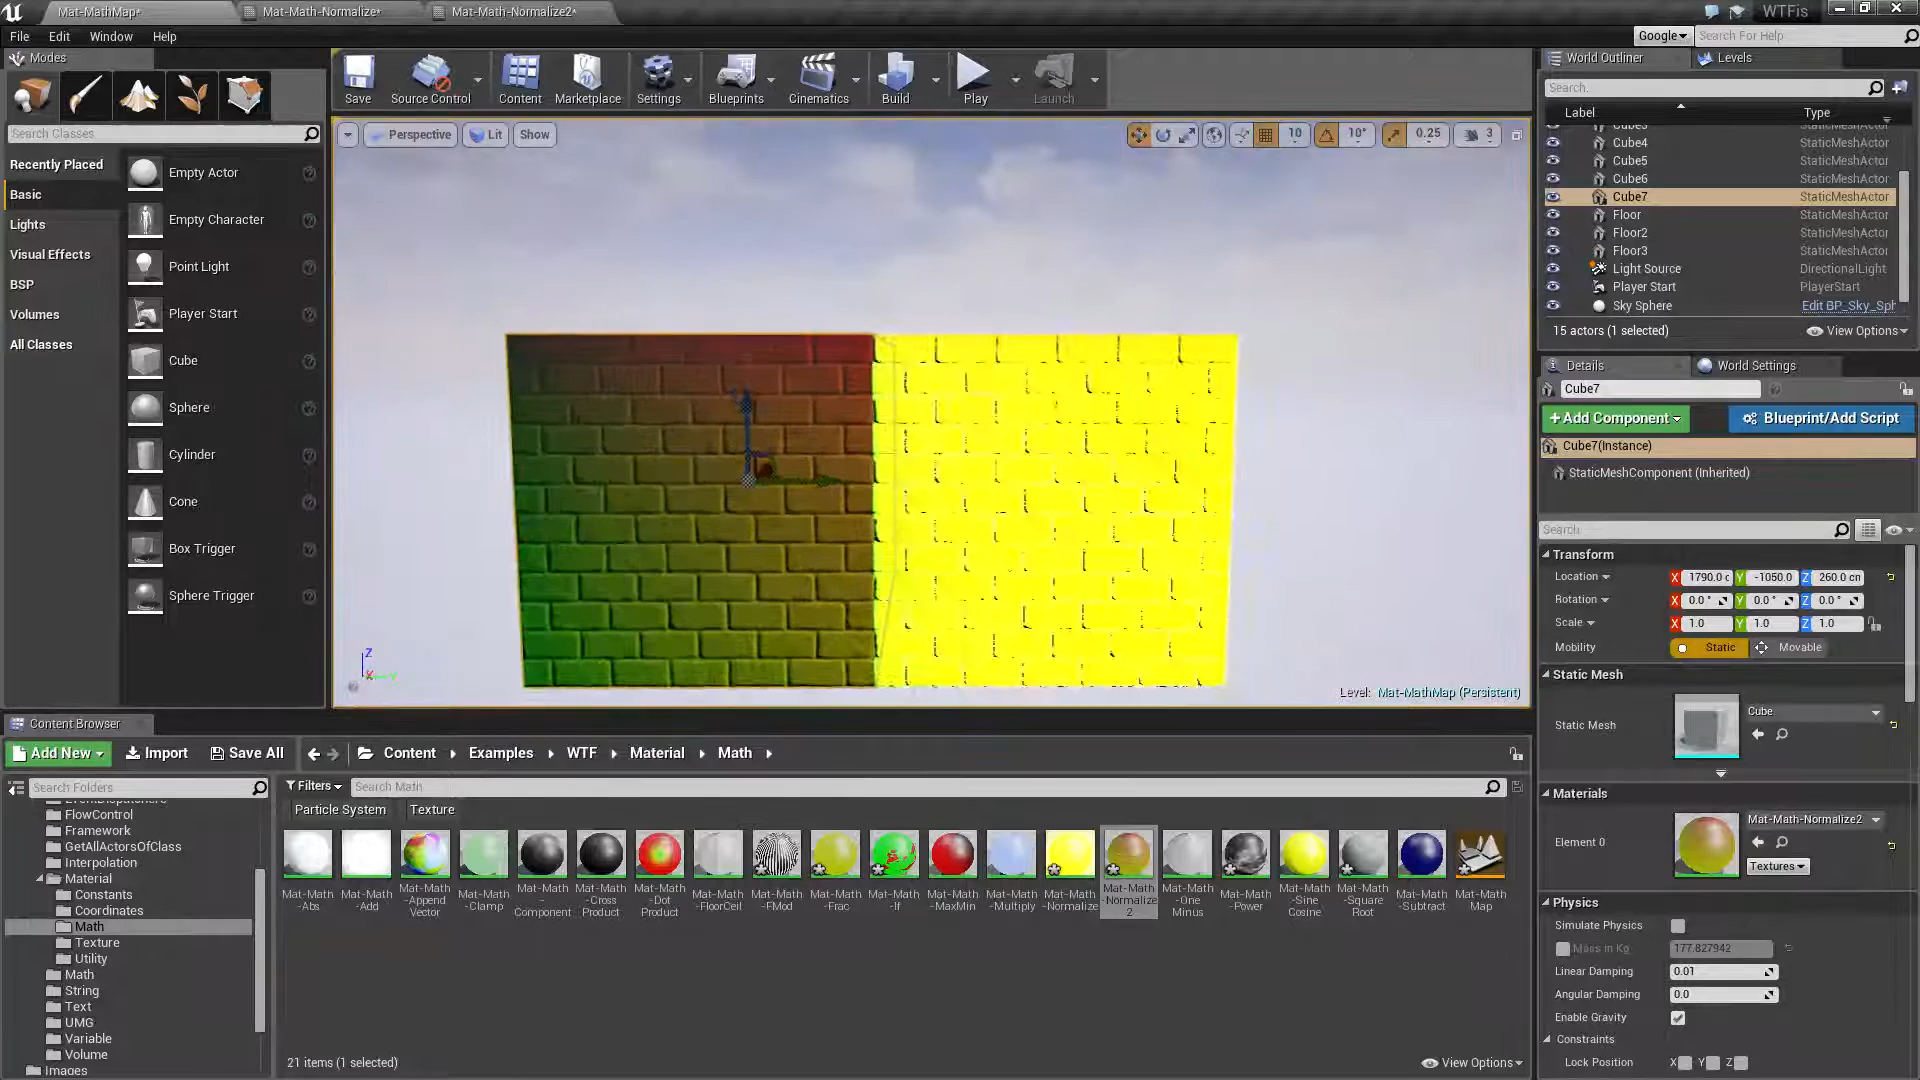 Mat-MathMap*
Mat-Math-Normalize*
Mat-Math-Normalize2*
WTFis
File Edit Window Help
Google
Search For Help
Modes
Search Classes
Recently Placed
Basic
Lights
Visual Effects
BSP
Volumes
All Classes
Empty Actor
Empty Character
Point Light
Player Start
Cube
Sphere
Cylinder
Cone
Box Trigger
Sphere Trigger
Save
Source Control
Content
Marketplace
Settings
Blueprints
Cinematics
Build
Play
Launch
Perspective
Lit
Show
10
10°
0.25
3
Z
X
Y
Level: Mat-MathMap (Persistent)
World Outliner
Levels
Search.
Label Type
Cube3 StaticMeshActor
Cube4 StaticMeshActor
Cube5 StaticMeshActor
Cube6 StaticMeshActor
Cube7 StaticMeshActor
Floor StaticMeshActor
Floor2 StaticMeshActor
Floor3 StaticMeshActor
Light Source DirectionalLight
Player Start PlayerStart
Sky Sphere Edit BP_Sky_Sph
15 actors (1 selected)
View Options
Details
World Settings
Cube7
+Add Component
Blueprint/Add Script
Cube7(Instance)
StaticMeshComponent (Inherited)
Search
Transform
Location X 1790.0 c Y -1050.0 Z 260.0 cm
Rotation X 0.0 ° Y 0.0 ° Z 0.0 °
Scale X 1.0 Y 1.0 Z 1.0
Mobility Static Movable
Static Mesh
Static Mesh
Cube
Materials
Element 0
Mat-Math-Normalize2
Textures
Physics
Simulate Physics
Mass in Kg 177.827942
Linear Damping 0.01
Angular Damping 0.0
Enable Gravity
Constraints
Lock Position X Y Z
Content Browser
Add New
Import
Save All
Content
Examples
WTF
Material
Math
Search Folders
EventDispatchers
FlowControl
Framework
GetAllActorsOfClass
Interpolation
Material
Constants
Coordinates
Math
Texture
Utility
Math
String
Text
UMG
Variable
Volume
Images
Filters
Search Math
Particle System
Texture
Mat-Math
-Abs
Mat-Math
-Add
Mat-Math
-Append
Vector
Mat-Math
-Clamp
Mat-Math
-
Component
Mat-Math
-Cross
Product
Mat-Math
-Dot
Product
Mat-Math
-FloorCeil
Mat-Math
-FMod
Mat-Math
-Frac
Mat-Math
-If
Mat-Math
-MaxMin
Mat-Math
-Multiply
Mat-Math
-Normalize
Mat-Math
-Normalize
2
Mat-Math
-One
Minus
Mat-Math
-Power
Mat-Math
-Sine
Cosine
Mat-Math
-Square
Root
Mat-Math
-Subtract
Mat-Math
Map
21 items (1 selected)
View Options